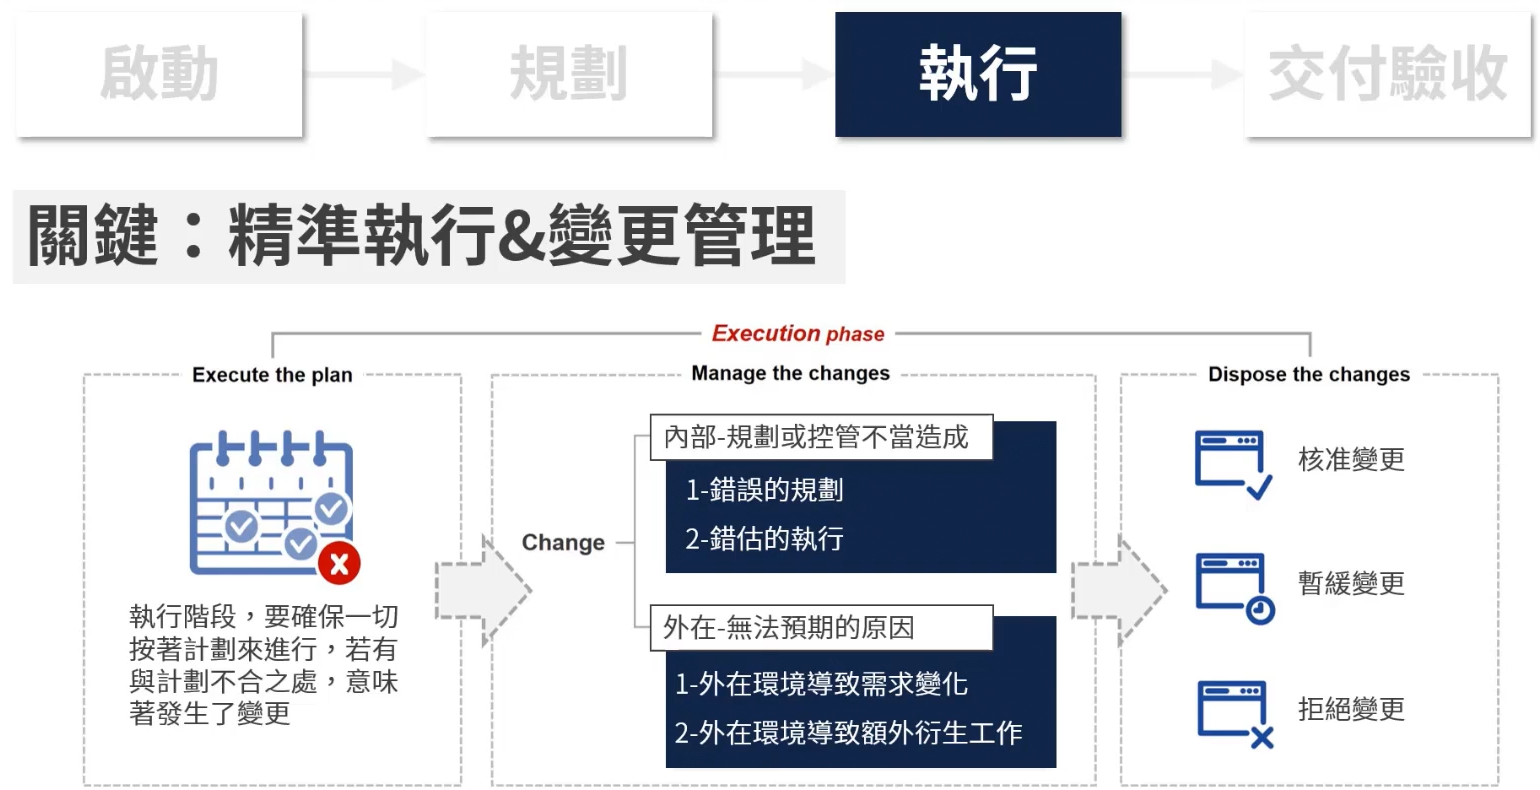 啟動
規劃
執行
交付驗收
關鍵：精準執行&變更管理
Execution phase
Execute the plan
執行階段，要確保一切
按著計劃來進行，若有
與計劃不合之處，意味
著發生了變更
Manage the changes
Change
內部-規劃或控管不當造成
1-錯誤的規劃
2-錯估的執行
外在-無法預期的原因
1-外在環境導致需求變化
2-外在環境導致額外衍生工作
Dispose the changes
核准變更
暫緩變更
拒絕變更